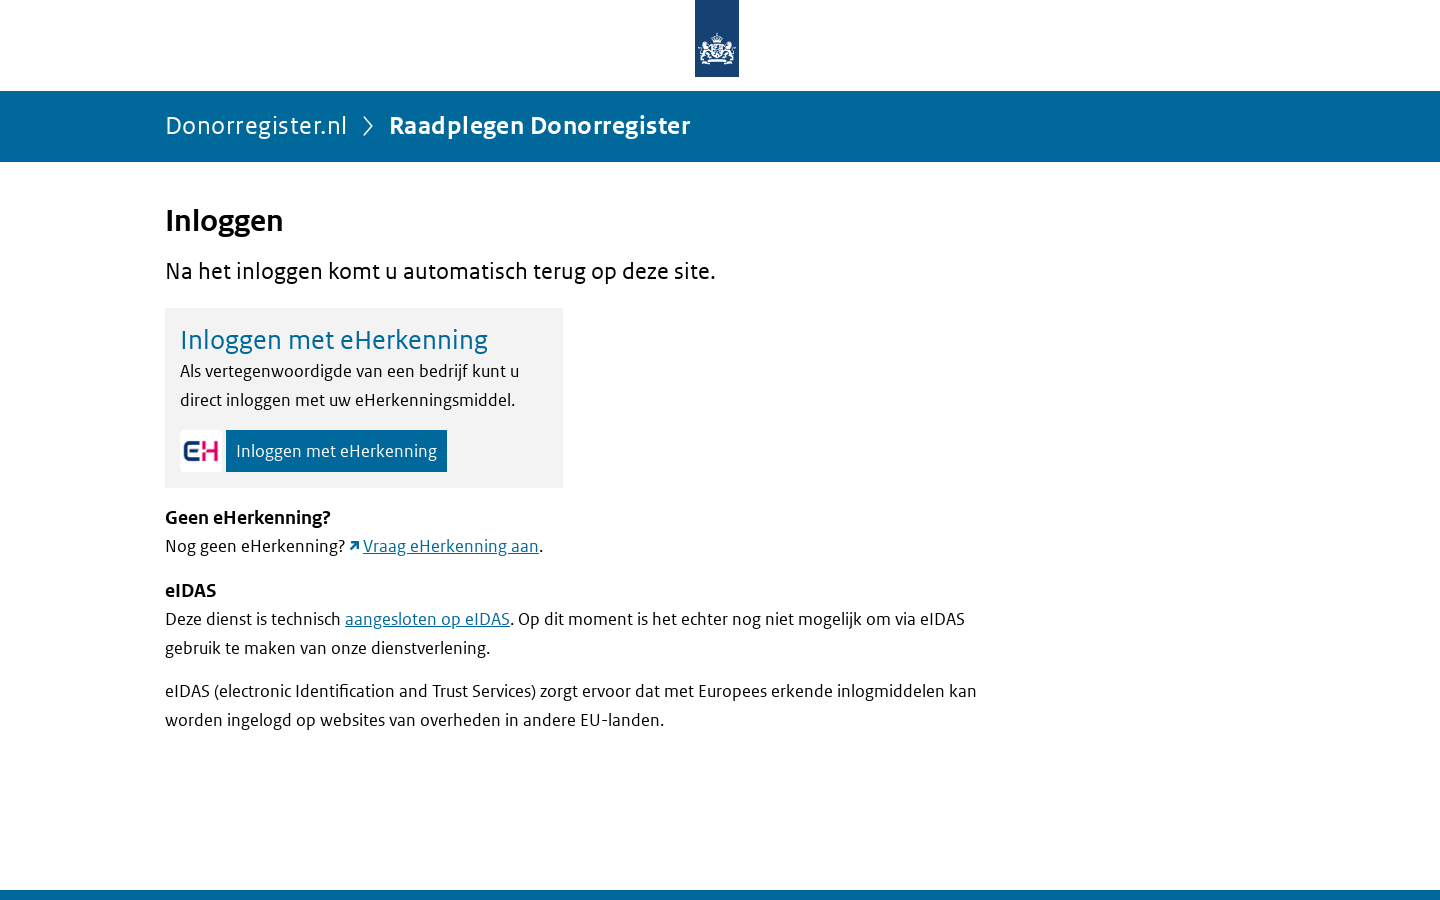 Donorregister.nl Raadplegen Donorregister
Inloggen
Na het inloggen komt u automatisch terug op deze site.
Inloggen met eHerkenning
Als vertegenwoordigde van een bedrijf kunt u
direct inloggen met uw eHerkenningsmiddel.
EH Inloggen met eHerkenning
Geen eHerkenning?
Nog geen eHerkenning? Vraag eHerkenning aan.
eIDAS
Deze dienst is technisch aangesloten op eIDAS. Op dit moment is het echter nog niet mogelijk om via eIDAS
gebruik te maken van onze dienstverlening.
eIDAS (electronic Identification and Trust Services) zorgt ervoor dat met Europees erkende inlogmiddelen kan
worden ingelogd op websites van overheden in andere EU-landen.